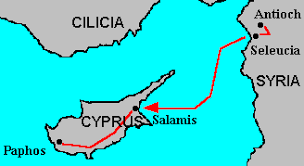 CILICIA
Antioch
Seleucia
SYRIA
CYPRUS
Salamis
Paphos